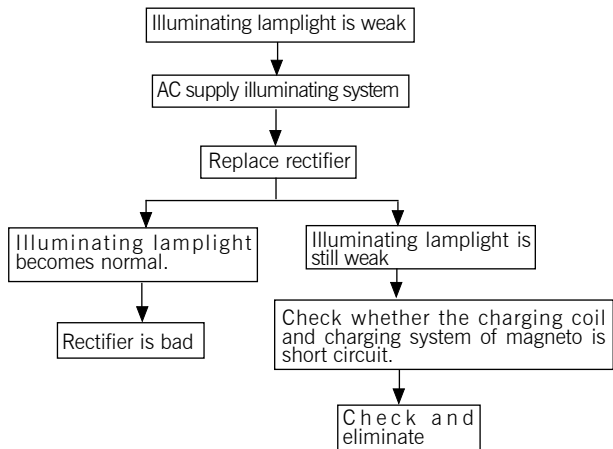 Illuminating lamplight is weak
AC supply illuminating system
Replace rectifier
Illuminating lamplight
becomes normal.
Illuminating lamplight is
still weak
Rectifier is bad
Check whether the charging coil
and charging system of magneto is
short circuit.
Check and
eliminate